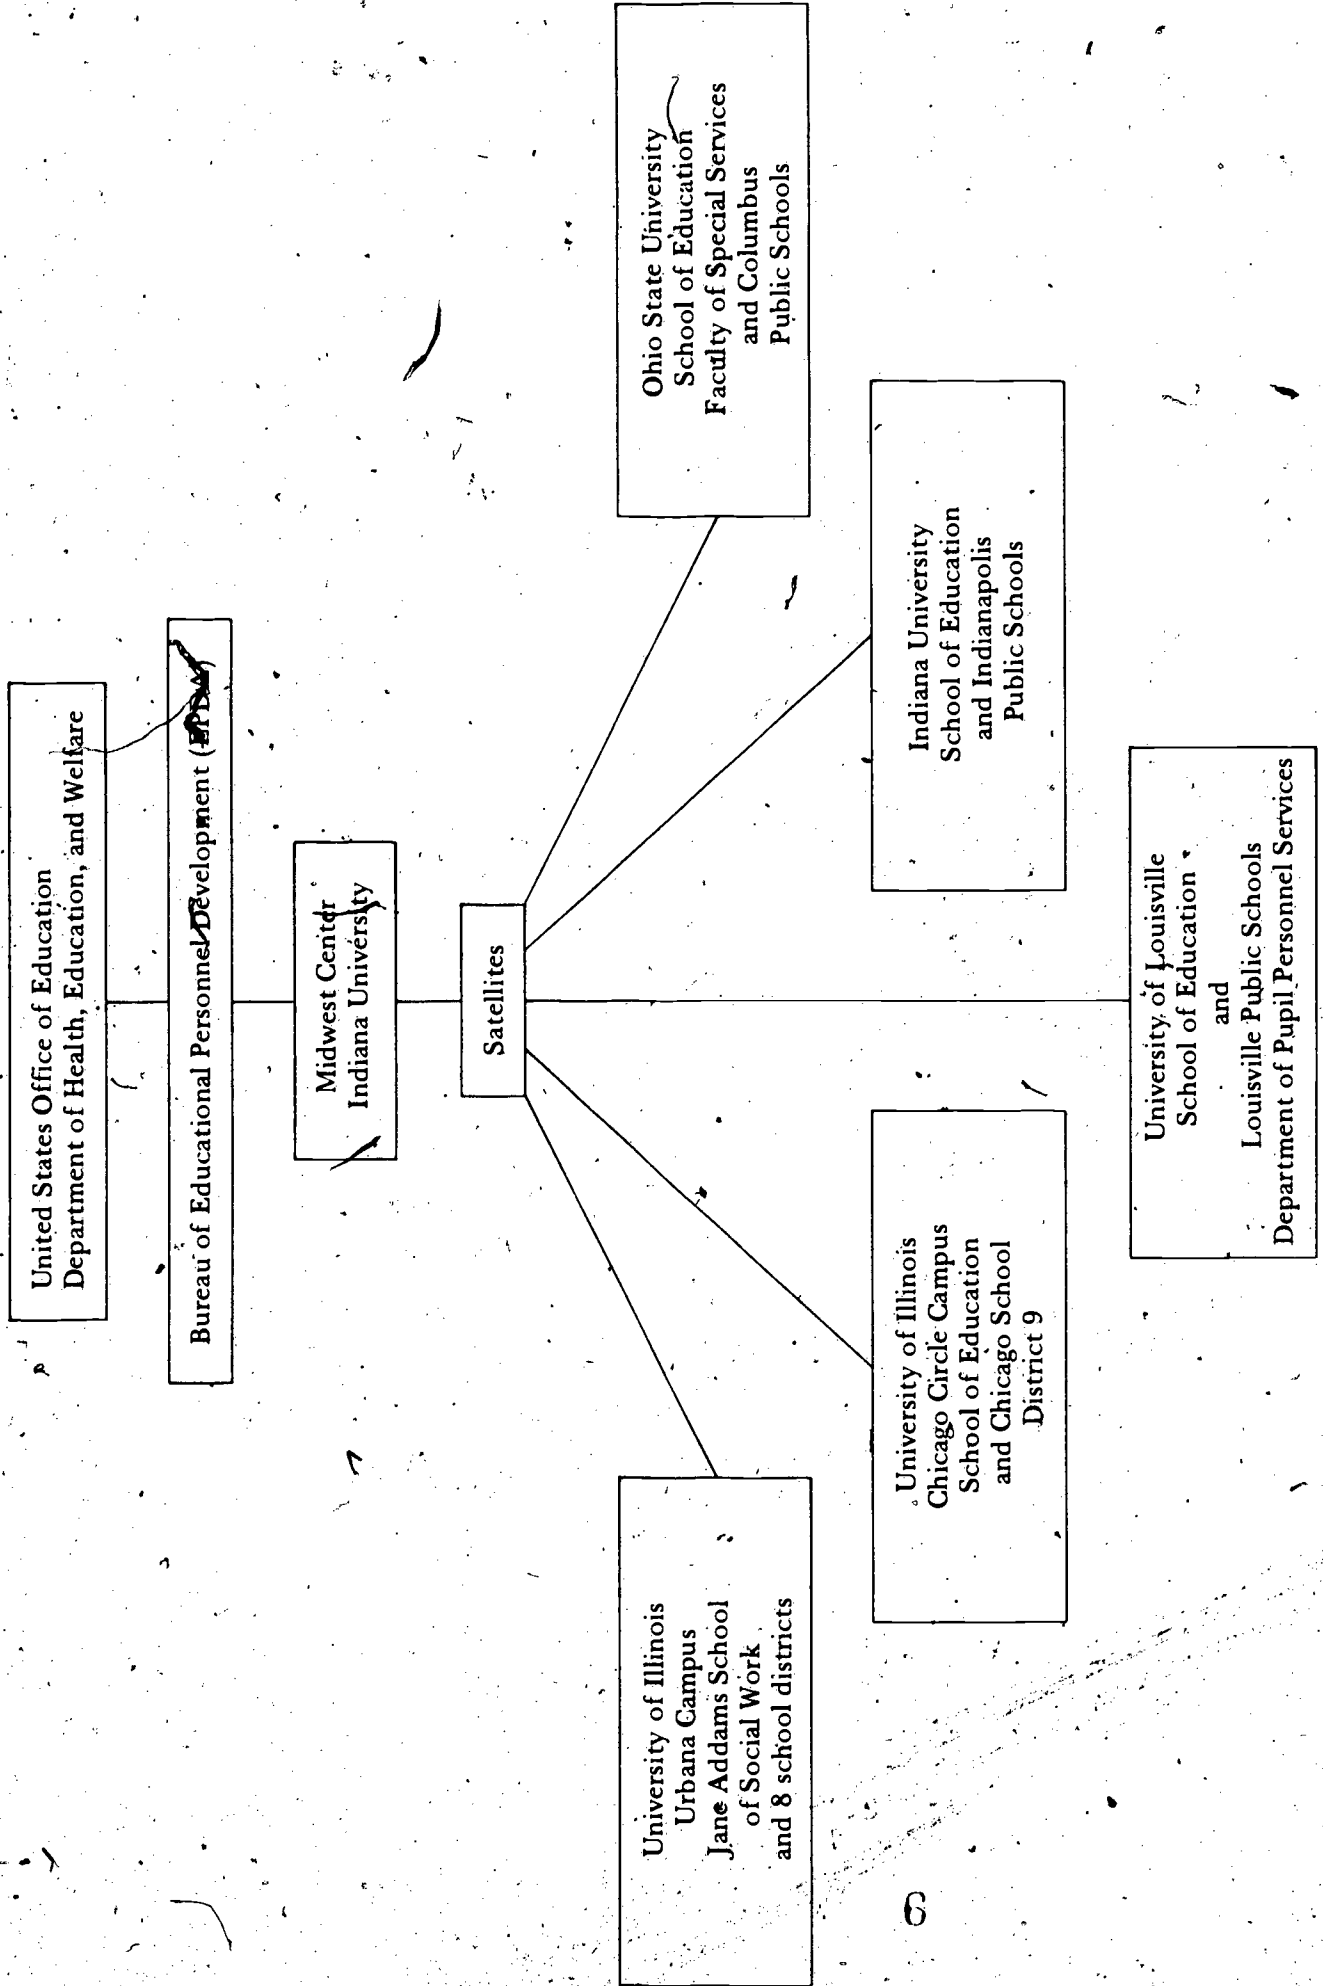 United States Office of Education
Department of Health, Education, and Welfare
Bureau of Educational Personnel Development
Midwest Center
Indiana University
Satellites
University of Illinois
Urbana Campus
Jane Addams School
of Social Work
and 8 school districts
University of Illinois
Chicago Circle Campus
School of Education
and Chicago School
District 9
University of Louisville
School of Education
and
Louisville Public Schools
Department of Pupil Personnel Services
Indiana University
School of Education
and Indianapolis
Public Schools
Ohio State University
School of Education
Faculty of Special Services
and Columbus
Public Schools
6